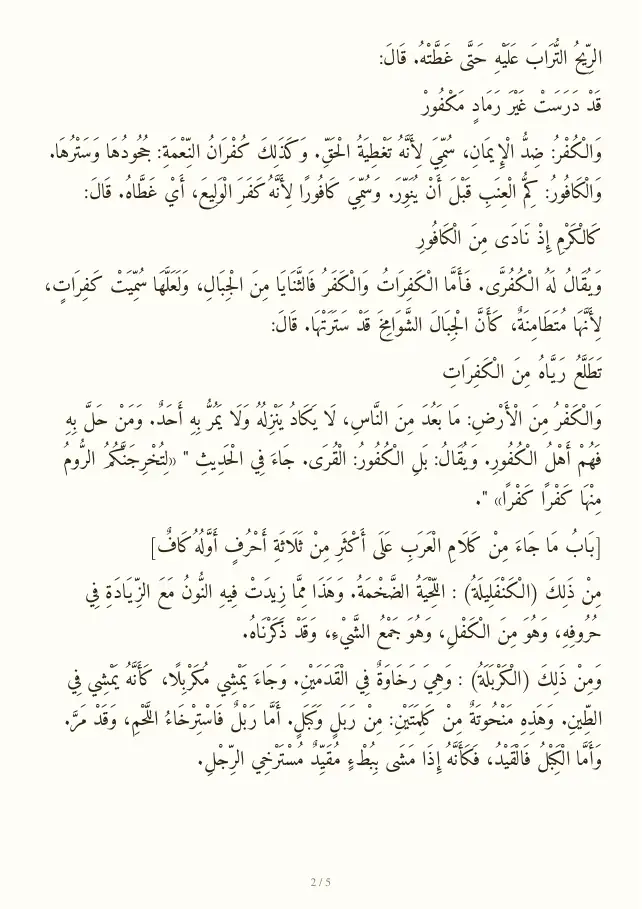 الرِّيحُ التُّرَابَ عَلَيْهِ حَتَّى غَطَّتْهُ. قَالَ:
قَدْ دَرَسَتْ غَيْرَ رَمَادٍ مَكْفُورْ
وَالْكُفْرُ: ضِدُّ الْإِيمَانِ، سُمِّيَ لِأَنَّهُ تَغْطِيَةُ الْحَقِّ. وَكَذَلِكَ كُفْرَانُ النِّعْمَةِ: جُحُودُهَا وَسَتْرُهَا.
وَالْكَافُورُ: كِمُّ الْعِنَبِ قَبْلَ أَنْ يُنَوِّرَ. وَسُمِّيَ كَافُورًا لِأَنَّهُ كَفَرَ الْوَلِيعَ، أَيْ غَطَّاهُ. قَالَ:
كَالْكَرْمِ إِذْ نَادَى مِنَ الْكَافُورِ
وَيُقَالُ لَهُ الْكُفُرَّى. فَأَمَّا الْكَفِرَاتُ وَالْكَفَرُ فَالثَّنَايَا مِنَ الْجِبَالِ، وَلَعَلَّهَا سُمِّيَتْ كَفِرَاتٍ،
لِأَنَّهَا مُتَطَامِنَةٌ، كَأَنَّ الْجِبَالَ الشَّوَامِخَ قَدْ سَتَرَتْهَا. قَالَ:
تَطَلَّعُ رَيَّاهُ مِنَ الْكَفِرَاتِ
وَالْكَفْرُ مِنَ الْأَرْضِ: مَا بَعُدَ مِنَ النَّاسِ، لَا يَكَادُ يَنْزِلُهُ وَلَا يَمُرُّ بِهِ أَحَدٌ. وَمَنْ حَلَّ بِهِ
فَهُمْ أَهْلُ الْكُفُورِ. وَيُقَالُ: بَلِ الْكُفُورُ: الْقُرَى. جَاءَ فِي الْحَدِيثِ " «لِتُخْرِجَنَّكُمُ الرُّومُ
مِنْهَا كَفْرًا كَفْرًا» ".
[بَابُ مَا جَاءَ مِنْ كَلَامِ الْعَرَبِ عَلَى أَكْثَرِ مِنْ ثَلَاثَةِ أَحْرُفٍ أَوَّلُهُ كَافٌ]
مِنْ ذَلِكَ (الْكَنْفَلِيلَةُ) : اللِّحْيَةُ الضَّخْمَةُ. وَهَذَا مِمَّا زِيدَتْ فِيهِ النُّونُ مَعَ الزِّيَادَةِ فِي
حُرُوفِهِ، وَهُوَ مِنَ الْكَفْلِ، وَهُوَ جَمْعُ الشَّيْءِ، وَقَدْ ذَكَرْنَاهُ.
وَمِنْ ذَلِكَ (الْكَرْبَلَةُ) : وَهِيَ رَخَاوَةٌ فِي الْقَدَمَيْنِ. وَجَاءَ يَمْشِي مُكَرْبِلًا، كَأَنَّهُ يَمْشِي فِي
الطِّينِ. وَهَذِهِ مَنْحُوتَةٌ مِنْ كَلِمَتَيْنِ: مِنْ رَبَلٍ وَكَبَلٍ. أَمَّا رَبْلٌ فَاسْتِرْخَاءُ اللَّحْمِ، وَقَدْ مَرَّ.
وَأَمَّا الْكَبْلُ فَالْقَيْدُ، فَكَأَنَّهُ إِذَا مَشَى بِبُطْءٍ مُقَيِّدٌ مُسْتَرْخِي الرِّجْلِ.
2 / 5